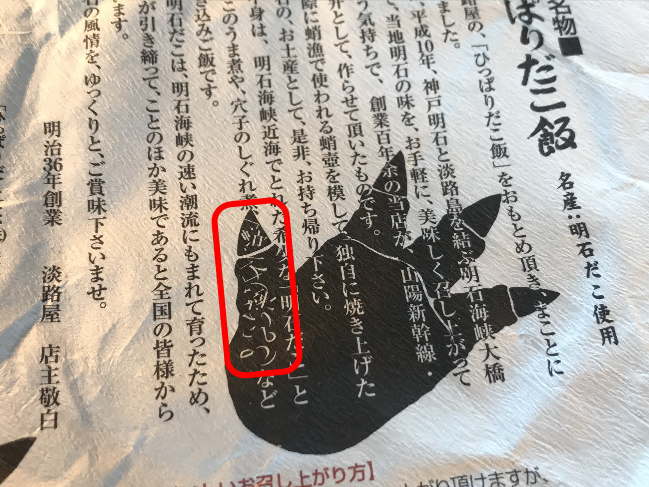 名物■
ぱりだこ飯
名産:明石だこ使用
路屋の、「ひっぱりだこ飯」をおもとめ頂きまことに
ました。
平成10年、神戸明石と淡路島を結ぶ明石海峡大橋
、当地明石の味を、お手軽に、美味しく召し上がって
う気持ちで、創業百年余の当店が、山陽新幹線・
弁として、作らせて頂いたものです。
際に蛸漁で使われる蛸壺を模して独自に焼き上げた
の、お土産として、是非、お持ち帰り下さい。
身は、明石海峡近海でとれた希少な「明石だこ」と
このうま煮や、穴子のしぐれ煮、など
き込みご飯です。
明石だこは、明石海峡の速い潮流にもまれて育ったため、
が引き締って、ことのほか美味であると全国の皆様から
ます。
の風情を、ゆっくりと、ご賞味下さいませ。
明治36年創業 淡路屋 店主敬白
いお召し上がり方】
がり頂けますが、